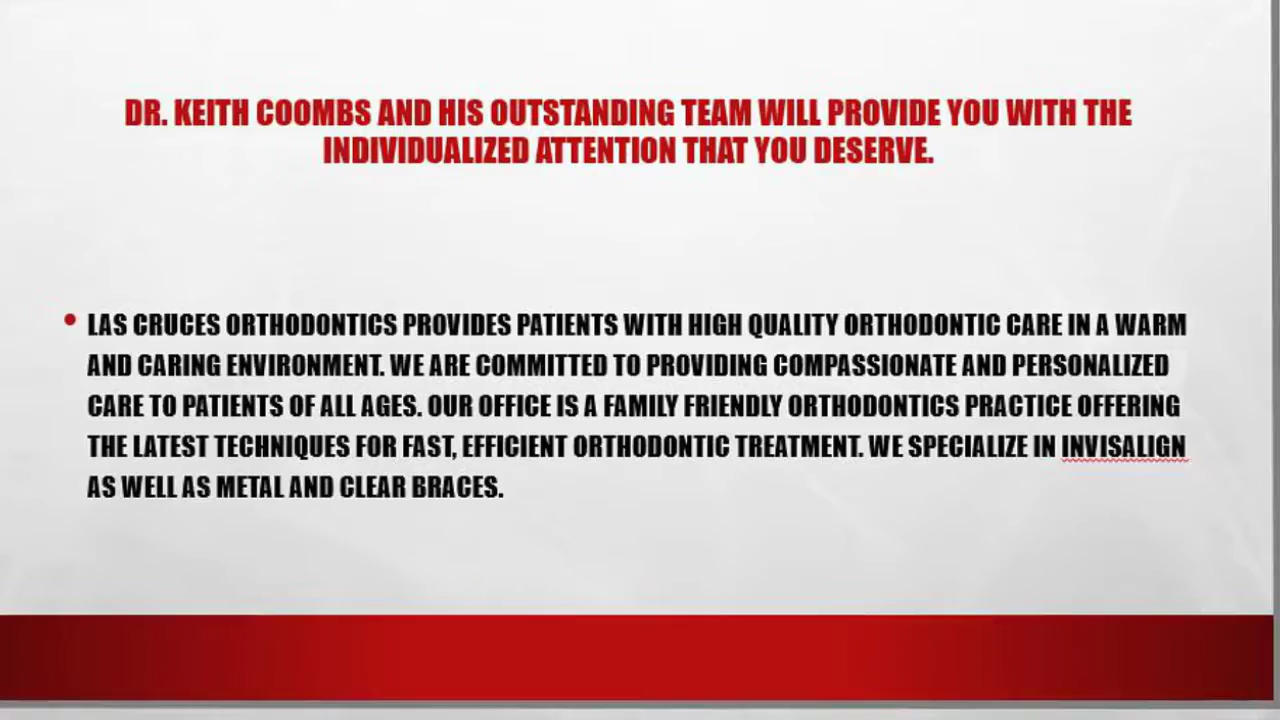 DR. KEITH COOMBS AND HIS OUTSTANDING TEAM WILL PROVIDE YOU WITH THE
INDIVIDUALIZED ATTENTION THAT YOU DESERVE.
• LAS CRUCES ORTHODONTICS PROVIDES PATIENTS WITH HIGH QUALITY ORTHODONTIC CARE IN A WARM
AND CARING ENVIRONMENT. WE ARE COMMITTED TO PROVIDING COMPASSIONATE AND PERSONALIZED
CARE TO PATIENTS OF ALL AGES. OUR OFFICE IS A FAMILY FRIENDLY ORTHODONTICS PRACTICE OFFERING
THE LATEST TECHNIQUES FOR FAST, EFFICIENT ORTHODONTIC TREATMENT. WE SPECIALIZE IN INVISALIGN
AS WELL AS METAL AND CLEAR BRACES.